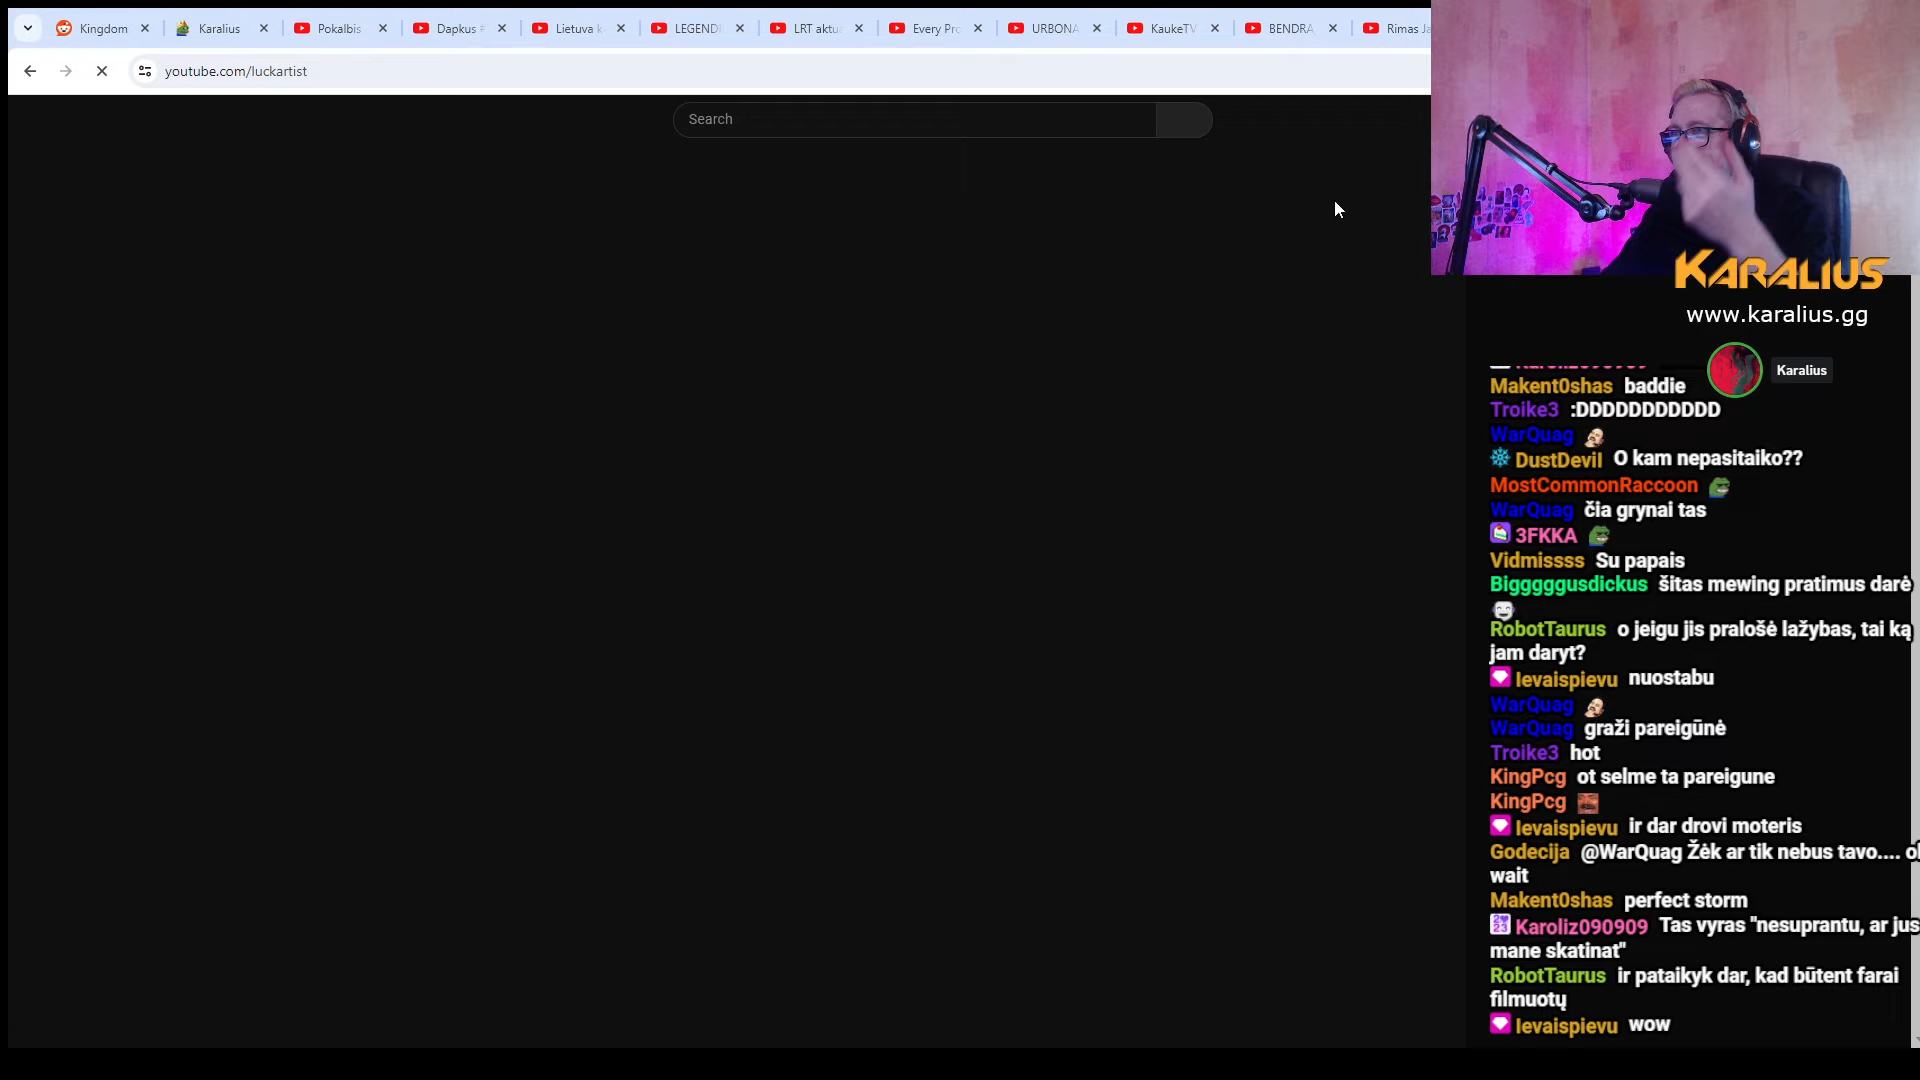 Kingdom
Karalius
Pokalbis
Dapkus #
Lietuva k
LEGEND
LRT aktua
Every Pro
URBONA
KaukeTV
BENDRA
Rimas Ja
youtube.com/luckartist
Search
KARALIUS
www.karalius.gg
Karalius
Makent0shas baddie
Troike3 :DDDDDDDDDDD
WarQuag
DustDevil O kam nepasitaiko??
MostCommonRaccoon
WarQuag čia grynai tas
3FKKA
Vidmissss Su papais
Bigggggusdickus šitas mewing pratimus darė
RobotTaurus o jeigu jis pralošė lažybas, tai ką
jam daryt?
Ievaispievu nuostabu
WarQuag
WarQuag graži pareigūnė
Troike3 hot
KingPcg ot selme ta pareigune
KingPcg
Ievaispievu ir dar drovi moteris
Godecija @WarQuag Žėk ar tik nebus tavo....
wait
Makent0shas perfect storm
Karoliz090909 Tas vyras "nesuprantu, ar jus
mane skatinat"
RobotTaurus ir pataikyk dar, kad būtent farai
filmuotų
Ievaispievu wow